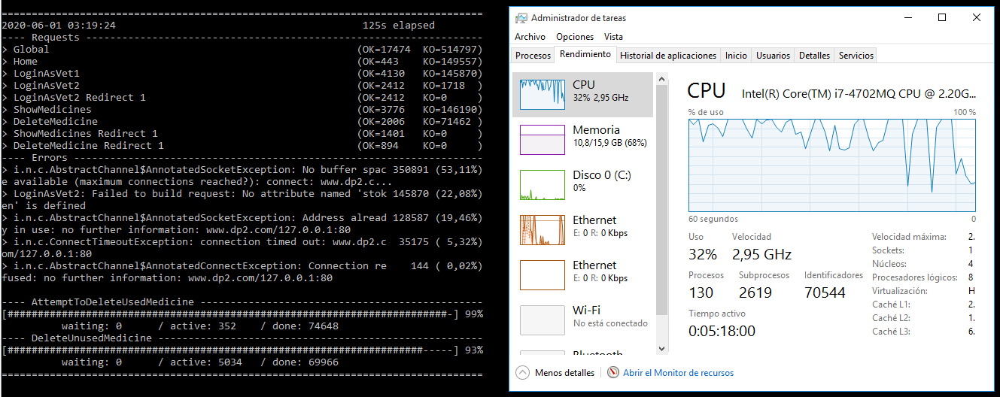 ================================================================================
2020-06-01 03:19:24 125s elapsed
---- Requests ------------------------------------------------------------------
> Global (OK=17474 KO=514797)
> Home (OK=443 KO=149557)
> LoginAsVet1 (OK=4130 KO=145870)
> LoginAsVet2 (OK=2412 KO=1718 )
> LoginAsVet2 Redirect 1 (OK=2412 KO=0 )
> ShowMedicines (OK=3776 KO=146190)
> DeleteMedicine (OK=2006 KO=71462 )
> ShowMedicines Redirect 1 (OK=1401 KO=0 )
> DeleteMedicine Redirect 1 (OK=894 KO=0 )
---- Errors --------------------------------------------------------------------
> i.n.c.AbstractChannel$AnnotatedSocketException: No buffer spac 350891 (53,11%)
e available (maximum connections reached?): connect: www.dp2.c...
> LoginAsVet2: Failed to build request: No attribute named 'stok 145870 (22,08%)
en' is defined
> i.n.c.AbstractChannel$AnnotatedSocketException: Address alread 128587 (19,46%)
y in use: no further information: www.dp2.com/127.0.0.1:80
> i.n.c.ConnectTimeoutException: connection timed out: www.dp2.c 35175 ( 5,32%)
om/127.0.0.1:80
> i.n.c.AbstractChannel$AnnotatedConnectException: Connection re 144 ( 0,02%)
fused: no further information: www.dp2.com/127.0.0.1:80
---- AttemptToDeleteUsedMedicine -----------------------------------------------
[##########################################################################-] 99%
waiting: 0 / active: 352 / done: 74648
---- DeleteUnusedMedicine ------------------------------------------------------
[######################################################################-----] 93%
waiting: 0 / active: 5034 / done: 69966
================================================================================
Administrador de tareas
Archivo Opciones Vista
Procesos Rendimiento Historial de aplicaciones Inicio Usuarios Detalles Servicios
CPU
32% 2,95 GHz
Memoria
10,8/15,9 GB (68%)
Disco 0 (C:)
0%
Ethernet
E: 0 R: 0 Kbps
Ethernet
E: 0 R: 0 Kbps
Wi-Fi
No está conectado
Bluetooth
CPU Intel(R) Core(TM) i7-4702MQ CPU @ 2.20G...
% de uso 100 %
60 segundos 0
Uso Velocidad
32% 2,95 GHz
Procesos Subprocesos Identificadores
130 2619 70544
Tiempo activo
0:05:18:00
Velocidad máxima: 2.
Sockets: 1
Núcleos: 4
Procesadores lógicos: 8
Virtualización: H
Caché L1: 2.
Caché L2: 1.
Caché L3: 6.
Menos detalles Abrir el Monitor de recursos